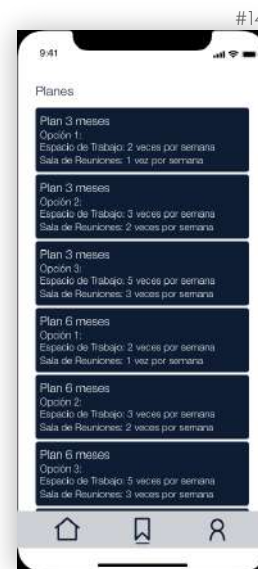 #14
9:41
Planes
Plan 3 meses
Opción 1:
Espacio de Trabajo: 2 veces por semana
Sala de Reuniones: 1 vez por semana
Plan 3 meses
Opción 2:
Espacio de Trabajo: 3 veces por semana
Sala de Reuniones: 2 veces por semana
Plan 3 meses
Opción 3:
Espacio de Trabajo: 5 veces por semana
Sala de Reuniones: 3 veces por semana
Plan 6 meses
Opción 1:
Espacio de Trabajo: 2 veces por semana
Sala de Reuniones: 1 vez por semana
Plan 6 meses
Opción 2:
Espacio de Trabajo: 3 veces por semana
Sala de Reuniones: 2 veces por semana
Plan 6 meses
Opción 3:
Espacio de Trabajo: 5 veces por semana
Sala de Reuniones: 3 veces por semana